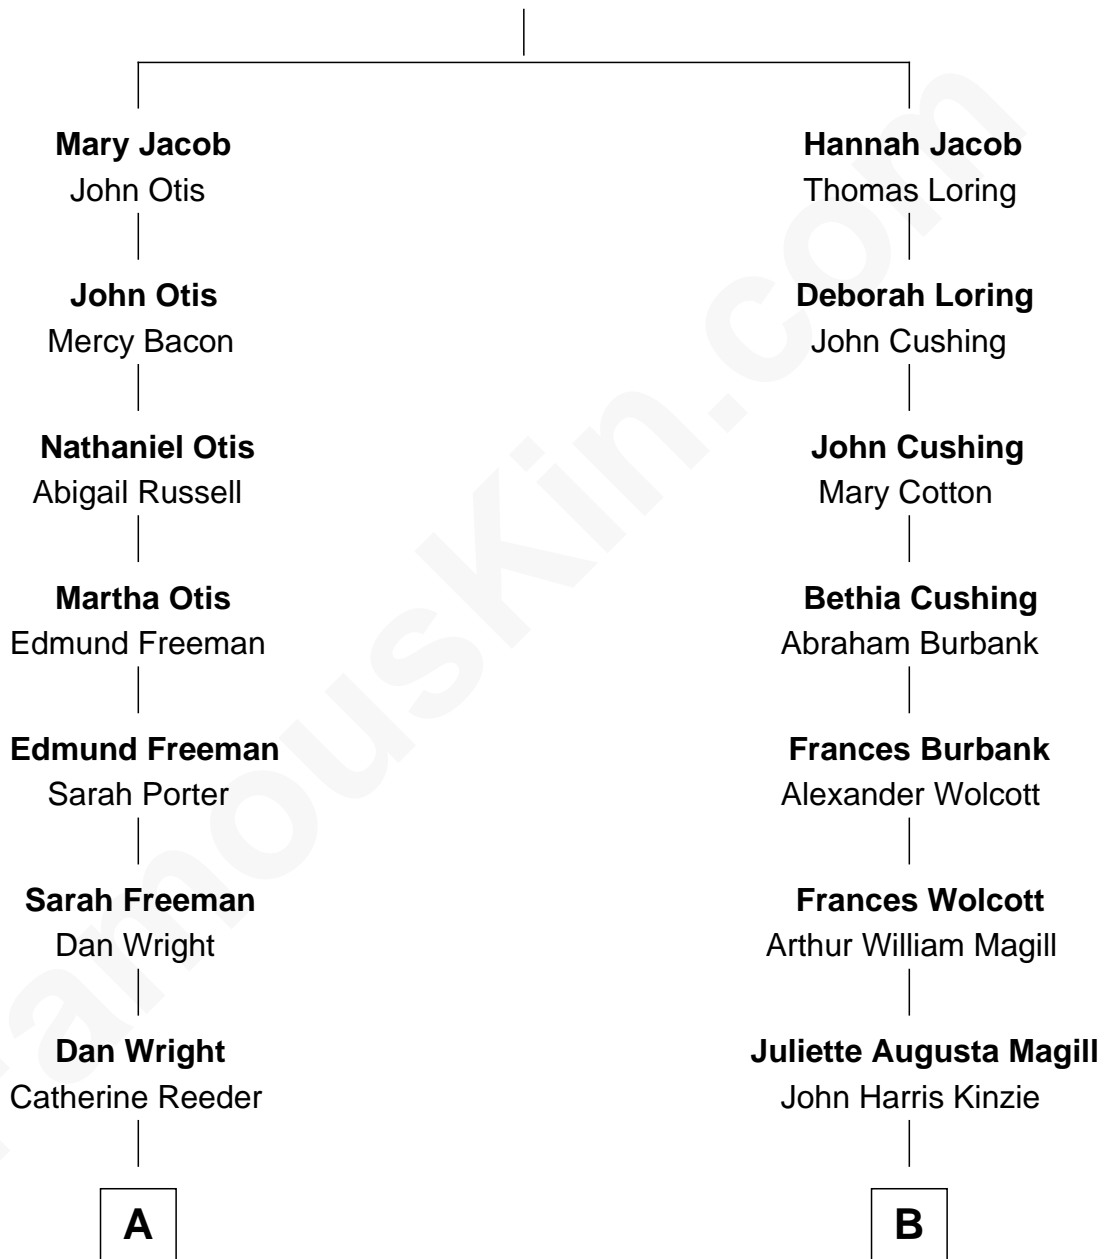 Mary Jacob
John Otis
John Otis
Mercy Bacon
Nathaniel Otis
Abigail Russell
Martha Otis
Edmund Freeman
Edmund Freeman
Sarah Porter
Sarah Freeman
Dan Wright
Dan Wright
Catherine Reeder
A
Hannah Jacob
Thomas Loring
Deborah Loring
John Cushing
John Cushing
Mary Cotton
Bethia Cushing
Abraham Burbank
Frances Burbank
Alexander Wolcott
Frances Wolcott
Arthur William Magill
Juliette Augusta Magill
John Harris Kinzie
B
FamousKin.com